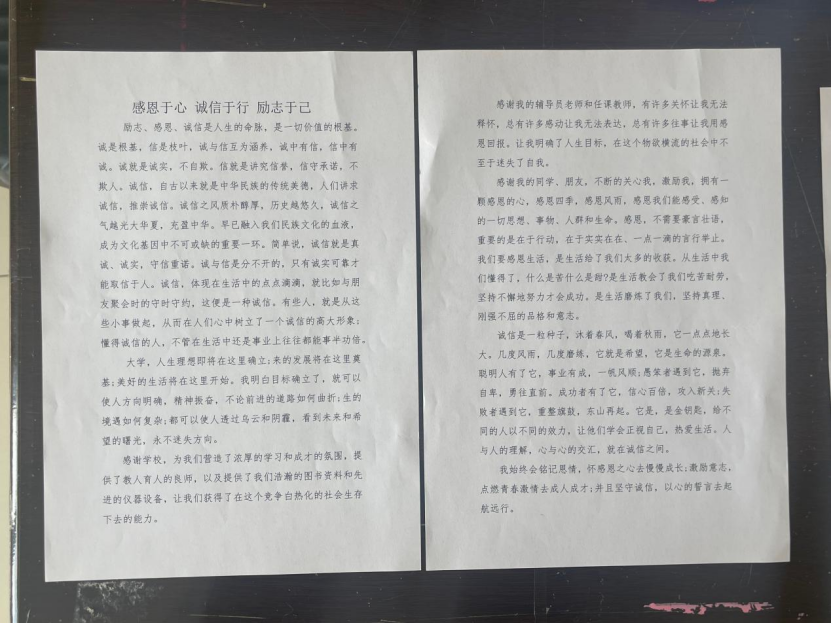 感恩于心 诚信于行 励志于己
励志、感恩、诚信是人生的命脉，是一切价值的根基。
诚是根基，信是枝叶，诚与信互为涵养，诚中有信，信中有
诚。诚就是诚实，不自欺。信就是讲究信誉，信守承诺，不
欺人。诚信，自古以来就是中华民族的传统美德，人们讲求
诚信，推崇诚信。诚信之风质朴醇厚，历史越悠久，诚信之
气越光大华夏，充盈中华。早已融入我们民族文化的血液，
成为文化基因中不可或缺的重要一环。简单说，诚信就是真
诚、诚实，守信重诺。诚与信是分不开的，只有诚实可靠才
能取信于人。诚信，体现在生活中的点点滴滴，就比如与朋
友聚会时的守时守约，这便是一种诚信。有些人，就是从这
些小事做起，从而在人们心中树立了一个诚信的高大形象;
懂得诚信的人，不管在生活中还是事业上往往都能事半功倍。
大学，人生理想即将在这里确立;来的发展将在这里奠
基;美好的生活将在这里开始。我明白目标确立了，就可以
使人方向明确，精神振奋，不论前进的道路如何曲折;生的
境遇如何复杂;都可以使人透过乌云和阴霾，看到未来和希
望的曙光，永不迷失方向。
感谢学校，为我们营造了浓厚的学习和成才的氛围，提
供了教人育人的良师，以及提供了我们浩瀚的图书资料和先
进的仪器设备，让我们获得了在这个竞争白热化的社会生存
下去的能力。
感谢我的辅导员老师和任课教师，有许多关怀让我无法
释怀，总有许多感动让我无法表达，总有许多往事让我用感
恩回报。让我明确了人生目标，在这个物欲横流的社会中不
至于迷失了自我。
感谢我的同学、朋友，不断的关心我，激励我，拥有一
颗感恩的心，感恩四季，感恩风雨，感恩我们能感受、感知
的一切思想、事物、人群和生命。感恩，不需要豪言壮语，
重要的是在于行动，在于实实在在、一点一滴的言行举止。
我们要感恩生活，是生活给了我们太多的收获。从生活中我
们懂得了，什么是苦什么是甜?是生活教会了我们吃苦耐劳，
坚持不懈地努力才会成功。是生活磨炼了我们，坚持真理、
刚强不屈的品格和意志。
诚信是一粒种子，沐着春风，喝着秋雨，它一点点地长
大。几度风雨，几度磨练，它就是希望，它是生命的源泉。
聪明人有了它，事业有成，一帆风顺;愚笨者遇到它，抛弃
自卑，勇往直前。成功者有了它，信心百倍，攻入新关;失
败者遇到它，重整旗鼓，东山再起。它是，是金钥匙，给不
同的人以不同的效力，让他们学会正视自己，热爱生活。人
与人的理解，心与心的交汇，就在诚信之间。
我始终会铭记恩情，怀感恩之心去慢慢成长;激励意志，
点燃青春激情去成人成才;并且坚守诚信，以心的誓言去起
航远行。